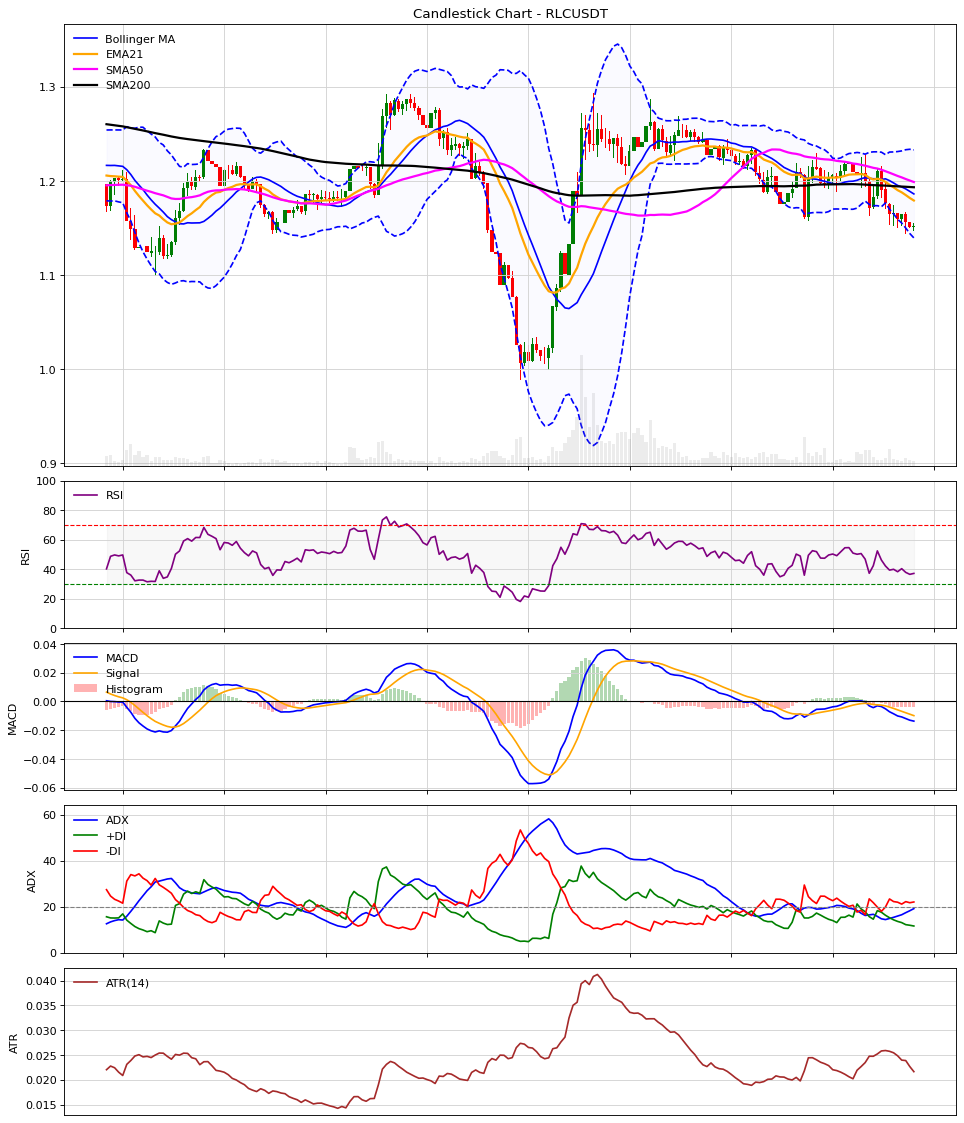 Candlestick Chart - RLCUSDT
Bollinger MA
EMA21
SMA50
SMA200
1.3
1.2
1.1
1.0
0.9
RSI
RSI
100
80
60
40
20
0
MACD
Signal
Histogram
MACD
0.04
0.02
0.00
−0.02
−0.04
−0.06
ADX
+DI
-DI
ADX
60
40
20
0
ATR(14)
ATR
0.040
0.035
0.030
0.025
0.020
0.015